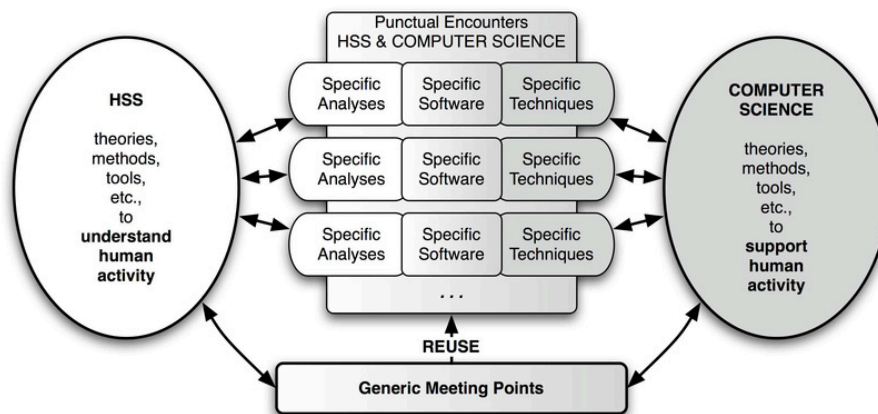 Punctual Encounters
HSS & COMPUTER SCIENCE
HSS
theories,
methods,
tools,
etc.,
to
understand
human
activity
Specific
Analyses
Specific
Software
Specific
Techniques
Specific
Analyses
Specific
Software
Specific
Techniques
Specific
Analyses
Specific
Software
Specific
Techniques
...
COMPUTER
SCIENCE
theories,
methods,
tools,
etc.,
to
support
human
activity
REUSE
Generic Meeting Points